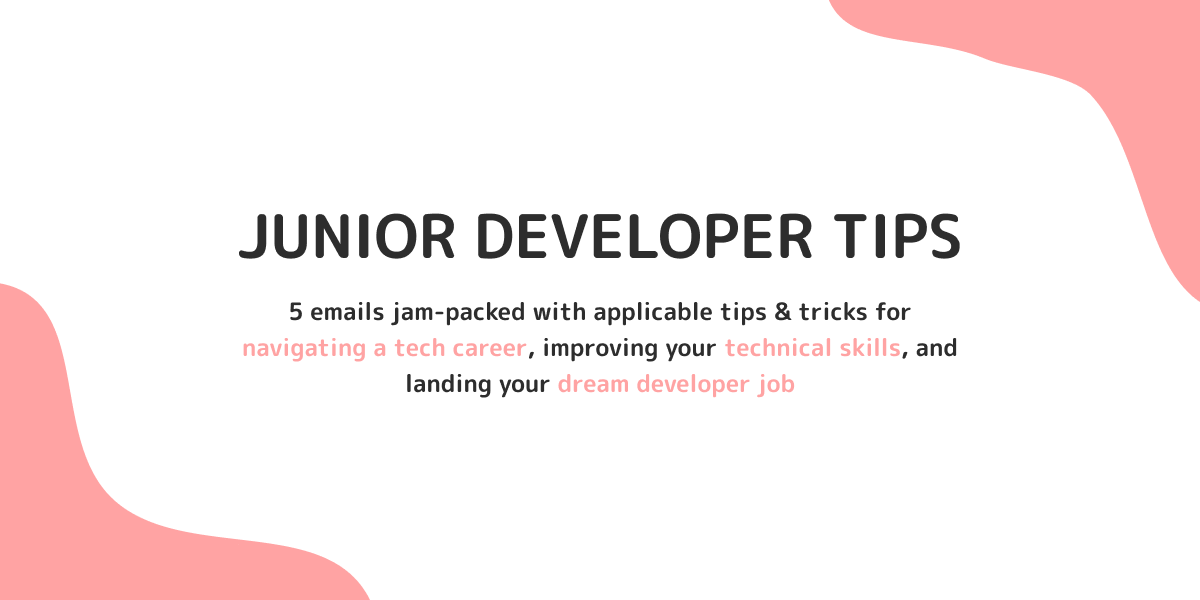 JUNIOR DEVELOPER TIPS
5 emails jam-packed with applicable tips & tricks for
navigating a tech career, improving your technical skills, and
landing your dream developer job